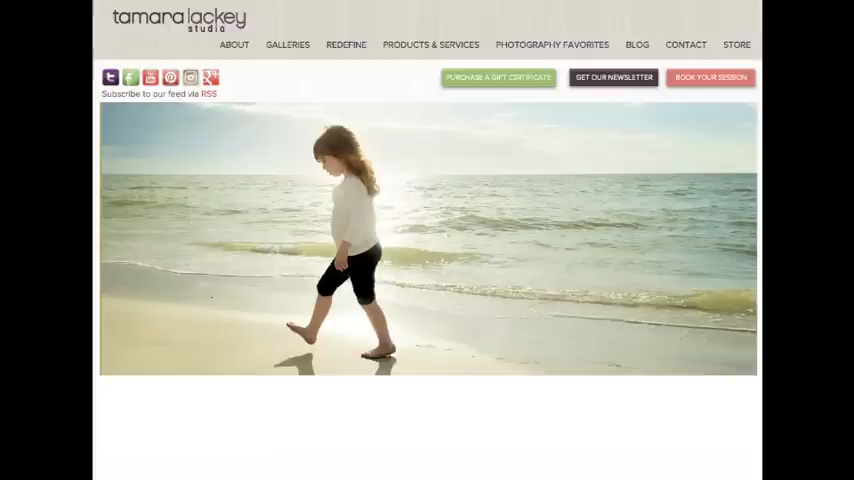 tamara lackey
studio
ABOUT GALLERIES REDEFINE PRODUCTS & SERVICES PHOTOGRAPHY FAVORITES BLOG CONTACT STORE
PURCHASE A GIFT CERTIFICATE GET OUR NEWSLETTER BOOK YOUR SESSION
Subscribe to our feed via RSS